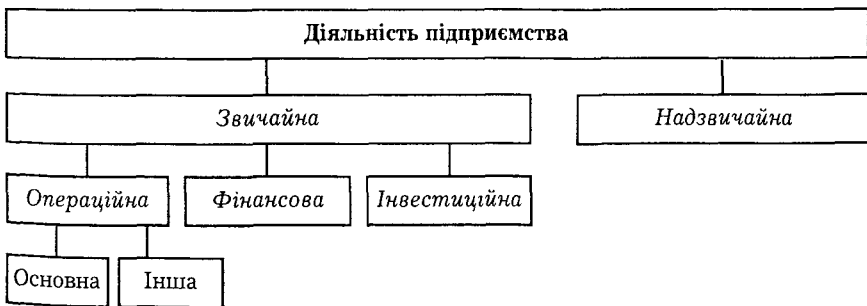 Діяльність підприємства
Звичайна
Надзвичайна
Операційна
Фінансова
Інвестиційна
Основна
Інша